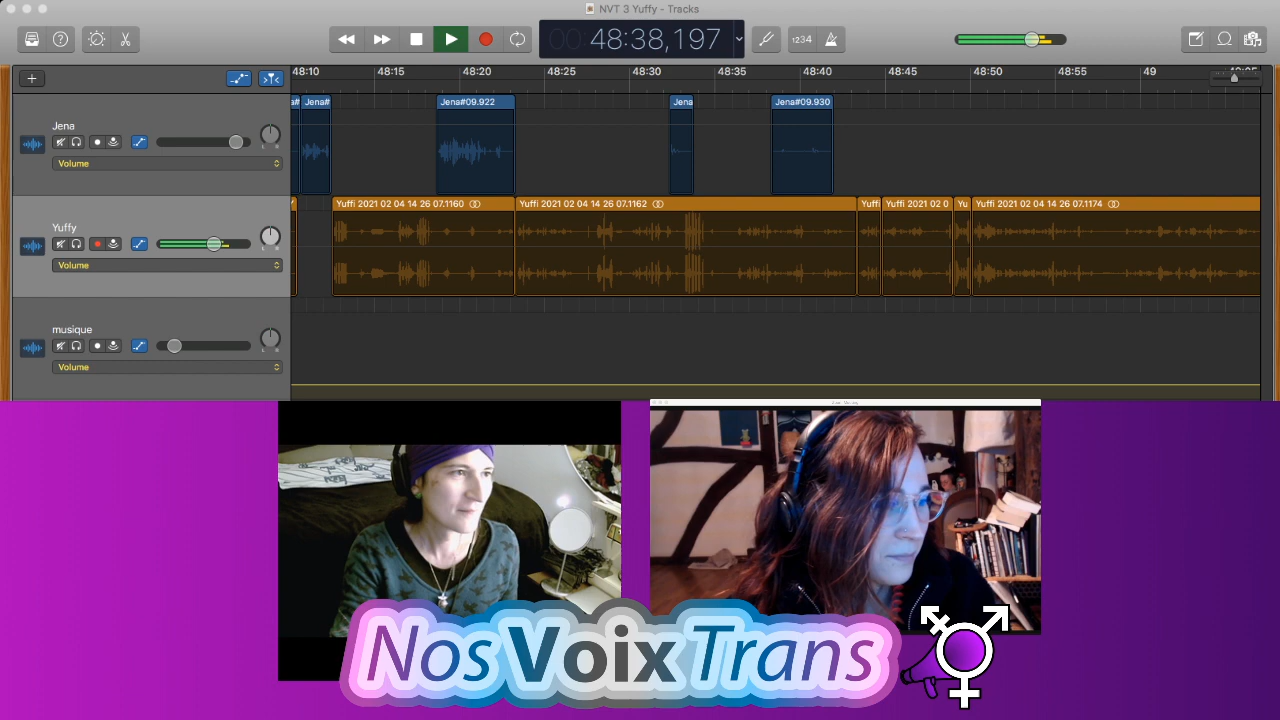 NVT 3 Yuffy - Tracks
00 48:38,197
1234
48:10 48:15 48:20 48:25 48:30 48:35 48:40 48:45 48:50 48:55 49
Jena# Jena#09.922 Jena Jena#09.930
Jena
Volume
Yuffi 2021 02 04 14 26 07.1160 Yuffi 2021 02 04 14 26 07.1162 Yuffi Yuffi 2021 02 0 Yu Yuffi 2021 02 04 14 26 07.1174
Yuffy
Volume
musique
Volume
Nos Voix Trans